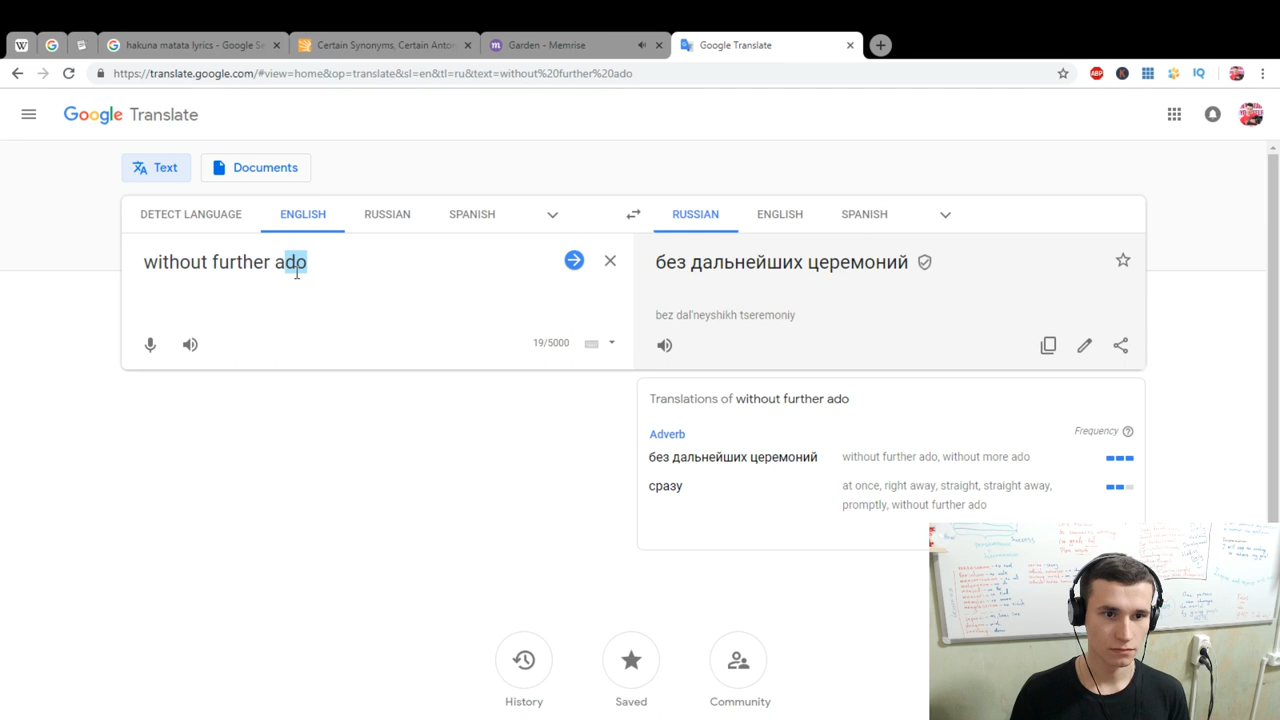 hakuna matata lyrics - Google Se
Certain Synonyms, Certain Anton
Garden - Memrise
Google Translate
https://translate.google.com/#view=home&op=translate&sl=en&tl=ru&text=without%20further%20ado
ABP
K
IQ
Google Translate
Text
Documents
DETECT LANGUAGE
ENGLISH
RUSSIAN
SPANISH
RUSSIAN
ENGLISH
SPANISH
without further ado
без дальнейших церемоний
bez dal'neyshikh tseremoniy
19/5000
Translations of without further ado
Adverb
Frequency
без дальнейших церемоний
without further ado, without more ado
сразу
at once, right away, straight, straight away,
promptly, without further ado
History
Saved
Community